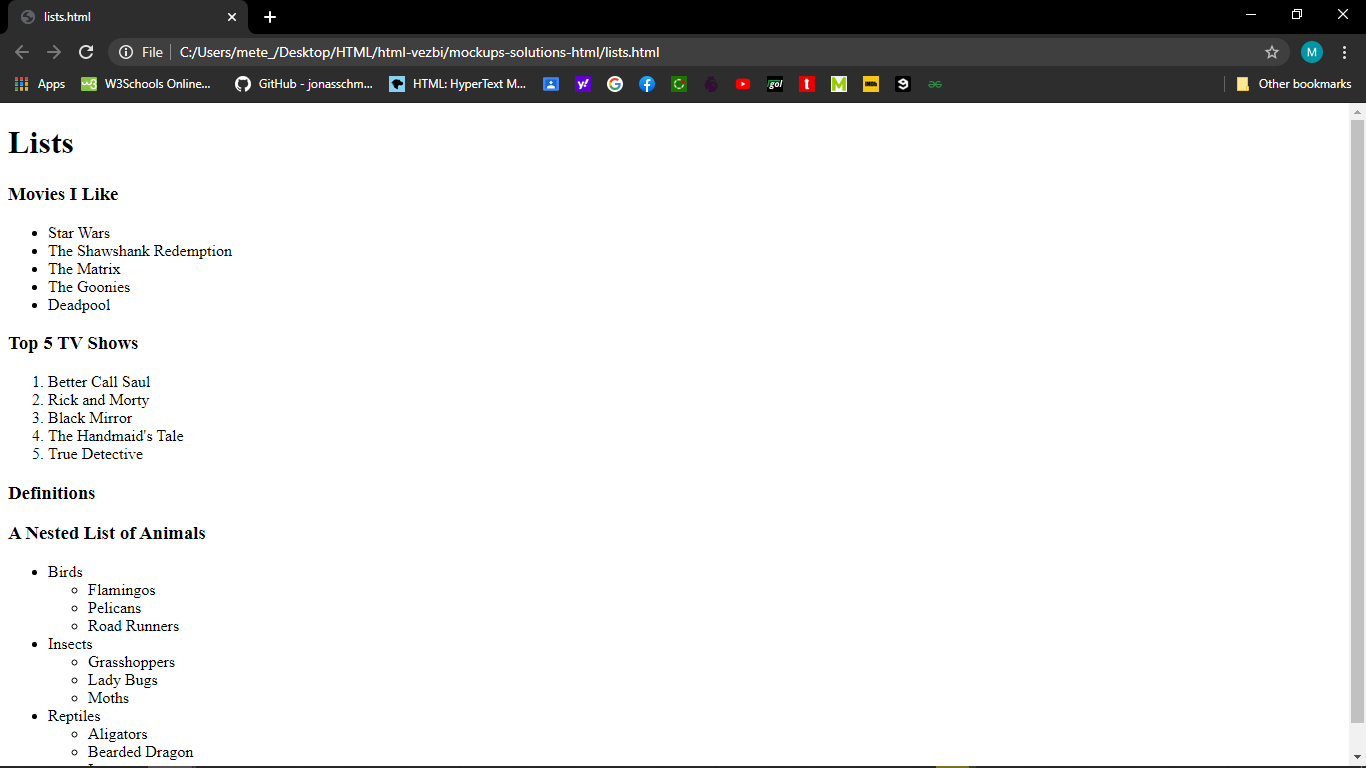 lists.html
File
C:/Users/mete_/Desktop/HTML/html-vezbi/mockups-solutions-html/lists.html
M
Apps
W3Schools Online...
GitHub - jonasschm...
HTML: HyperText M...
Other bookmarks
Lists
Movies I Like
Star Wars
The Shawshank Redemption
The Matrix
The Goonies
Deadpool
Top 5 TV Shows
1. Better Call Saul
2. Rick and Morty
3. Black Mirror
4. The Handmaid's Tale
5. True Detective
Definitions
A Nested List of Animals
Birds
Flamingos
Pelicans
Road Runners
Insects
Grasshoppers
Lady Bugs
Moths
Reptiles
Aligators
Bearded Dragon